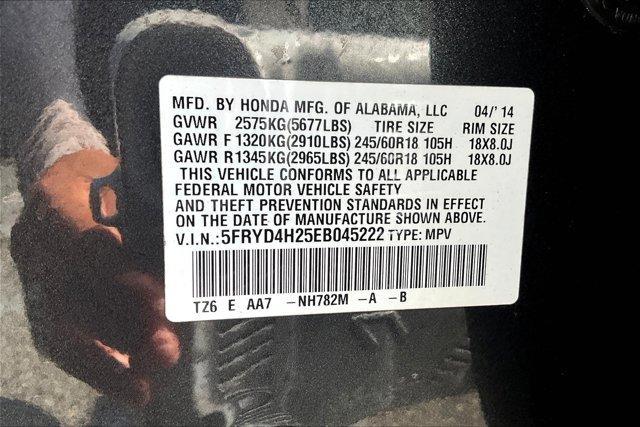 MFD. BY HONDA MFG. OF ALABAMA, LLC 04/'14
GVWR 2575KG(5677LBS) TIRE SIZE RIM SIZE
GAWR F 1320KG(2910LBS) 245/60R18 105H 18X8.0J
GAWR R 1345KG(2965LBS) 245/60R18 105H 18X8.0J
THIS VEHICLE CONFORMS TO ALL APPLICABLE
FEDERAL MOTOR VEHICLE SAFETY
AND THEFT PREVENTION STANDARDS IN EFFECT
ON THE DATE OF MANUFACTURE SHOWN ABOVE.
V.I.N.: 5FRYD4H25EB045222 TYPE: MPV
TZ6 E AA7 -NH782M -A -B